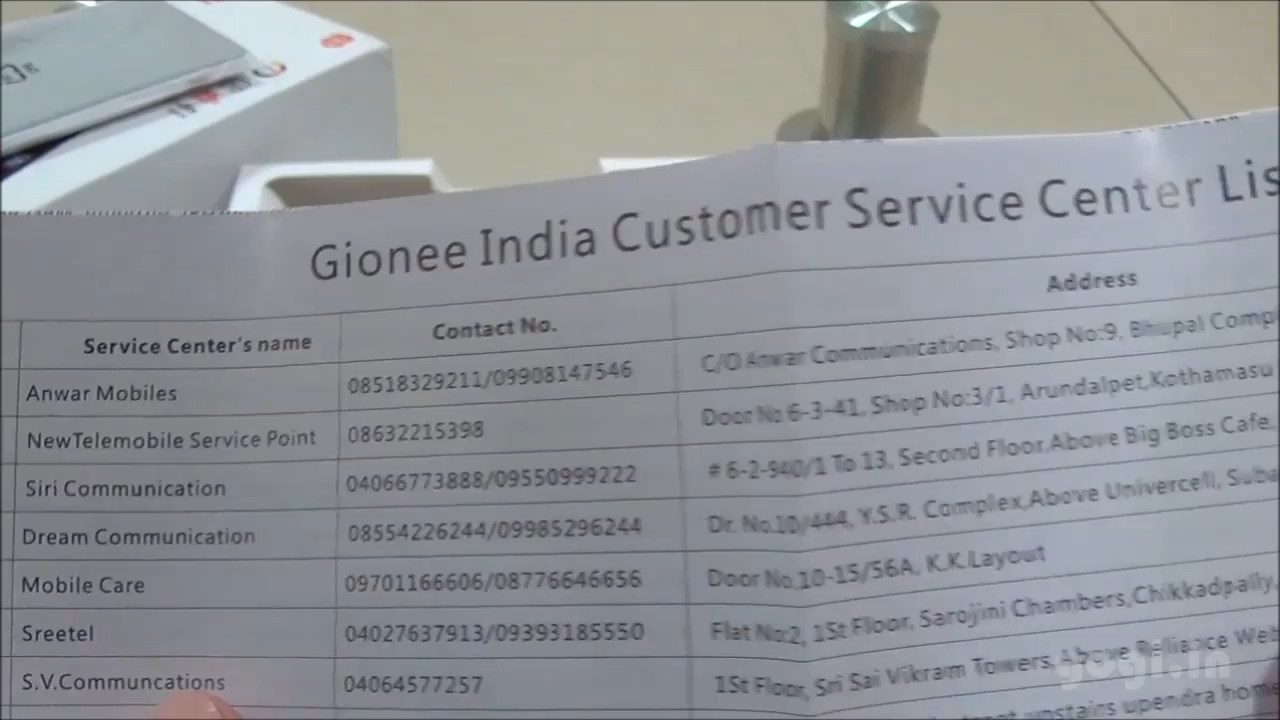 Gionee India Customer Service Center Lis
Service Center's name Contact No. Address
Anwar Mobiles 08518329211/09908147546 C/O Anwar Communications, Shop No:9, Bhupal Comp
NewTelemobile Service Point 08632215398 Door No 6-3-41, Shop No:3/1, Arundalpet,Kothamasu
Siri Communication 04066773888/09550999222 # 6-2-940/1 To 13, Second Floor.Above Big Boss Cafe,
Dream Communication 08554226244/09985296244 Dr. No.10/444, Y.S.R. Complex,Above Univercell, Suba
Mobile Care 09701166606/08776646656 Door No.10-15/56A, K.K.Layout
Sreetel 04027637913/09393185550 Flat No:2, 1St Floor, Sarojini Chambers,Chikkadpally,
S.V.Communcations 04064577257 1St Floor, Sri Sai Vikram Towers, Above Reliance Web
upstairs upendra home
yogi.in